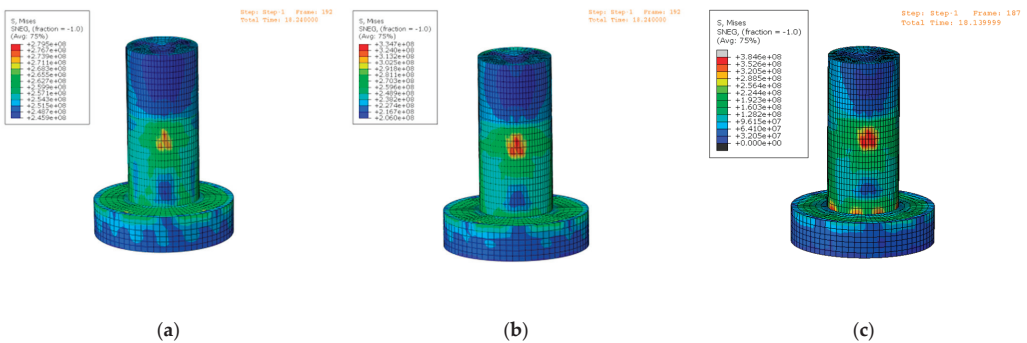 S, Mises
SNEG, (fraction = -1.0)
(Avg: 75%)
+2.795e+08
+2.767e+08
+2.739e+08
+2.711e+08
+2.683e+08
+2.655e+08
+2.627e+08
+2.599e+08
+2.571e+08
+2.543e+08
+2.515e+08
+2.487e+08
+2.459e+08
Step: Step-1 Frame: 192
Total Time: 18.240000
(a)
S, Mises
SNEG, (fraction = -1.0)
(Avg: 75%)
+3.347e+08
+3.240e+08
+3.132e+08
+3.025e+08
+2.918e+08
+2.811e+08
+2.703e+08
+2.596e+08
+2.489e+08
+2.382e+08
+2.274e+08
+2.167e+08
+2.060e+08
Step: Step-1 Frame: 192
Total Time: 18.240000
(b)
S, Mises
SNEG, (fraction = -1.0)
(Avg: 75%)
+3.846e+08
+3.526e+08
+3.205e+08
+2.885e+08
+2.564e+08
+2.244e+08
+1.923e+08
+1.603e+08
+1.282e+08
+9.615e+07
+6.410e+07
+3.205e+07
+0.000e+00
Step: Step-1 Frame: 187
Total Time: 18.139999
(c)